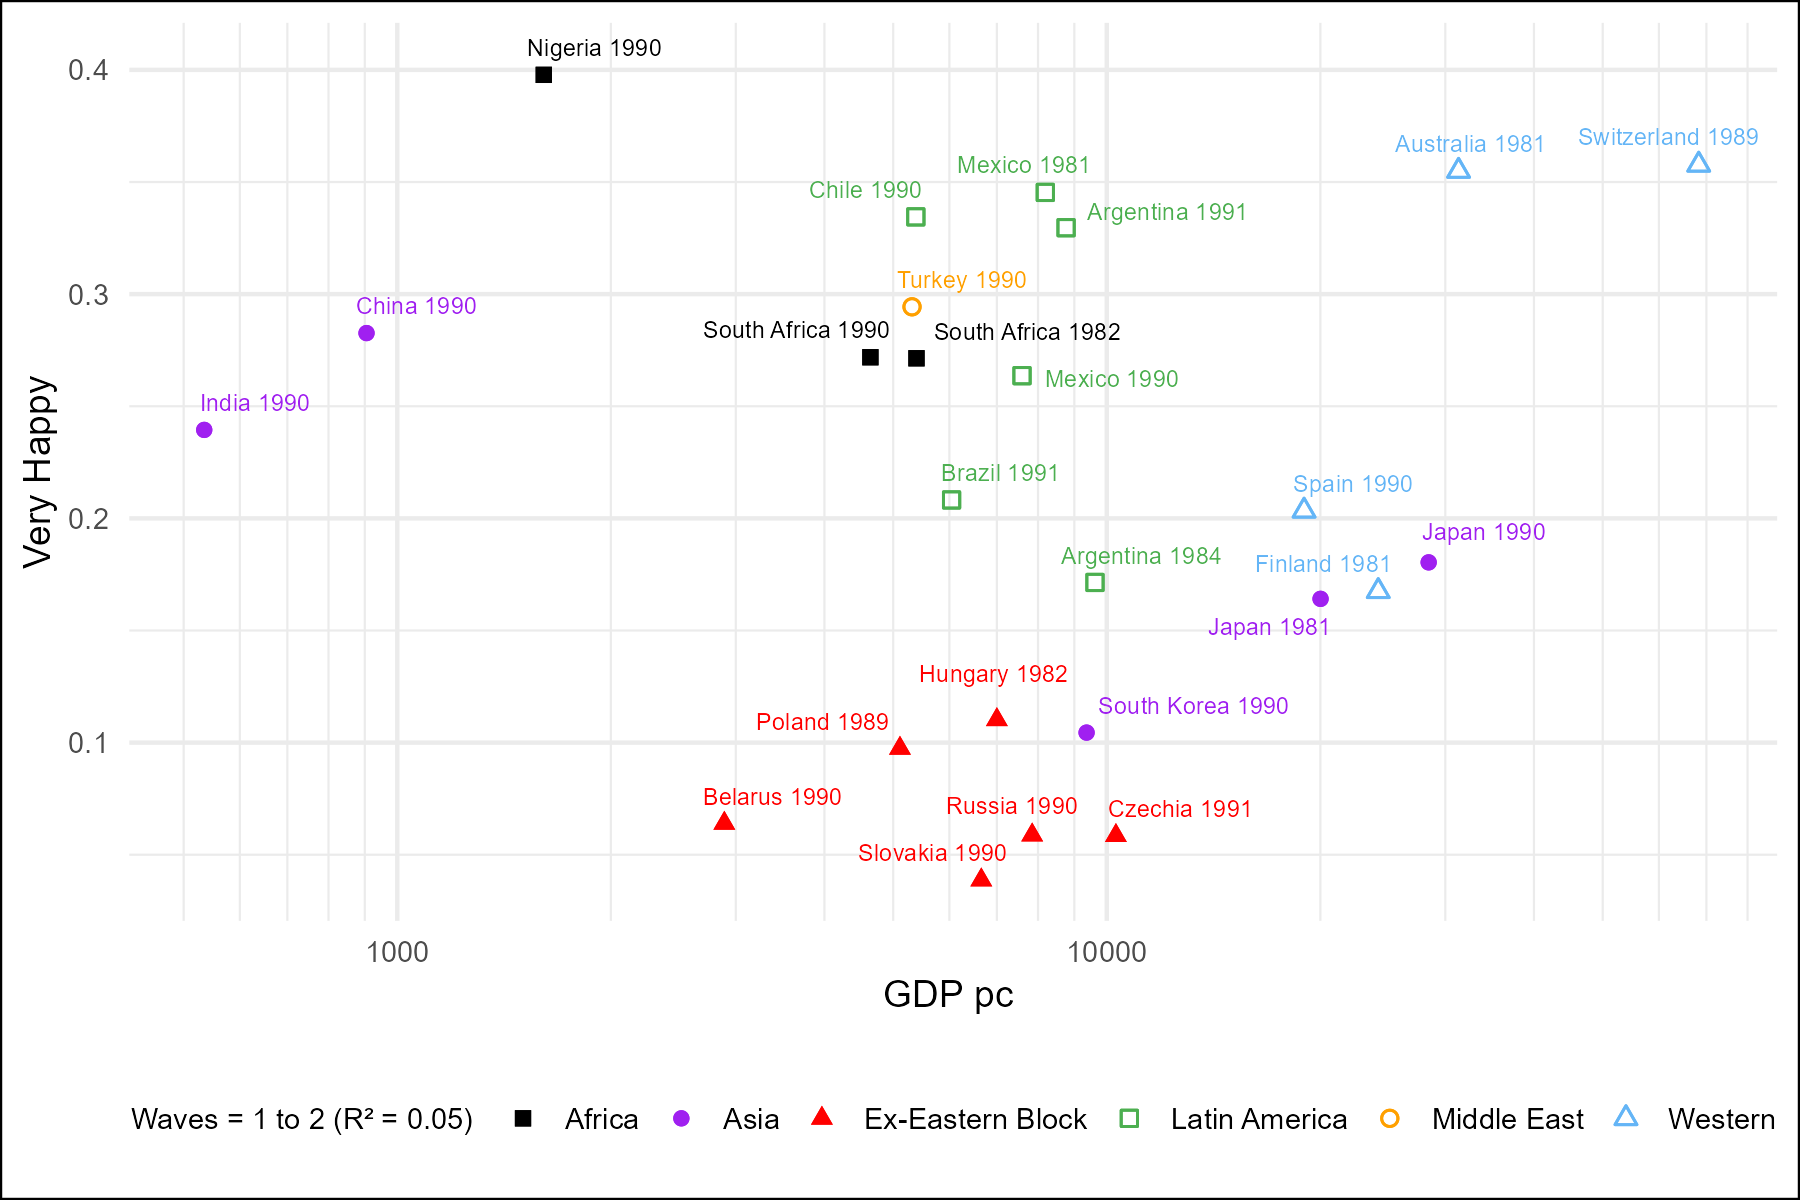 Nigeria 1990
0.4
Australia 1981
Switzerland 1989
Mexico 1981
Chile 1990
Argentina 1991
Turkey 1990
0.3
China 1990
South Africa 1990
South Africa 1982
Mexico 1990
India 1990
Very Happy
Brazil 1991
Spain 1990
0.2
Japan 1990
Argentina 1984
Finland 1981
Japan 1981
Hungary 1982
South Korea 1990
Poland 1989
0.1
Belarus 1990
Russia 1990
Czechia 1991
Slovakia 1990
1000
10000
GDP pc
Waves = 1 to 2 (R² = 0.05) Africa Asia Ex-Eastern Block Latin America Middle East Western